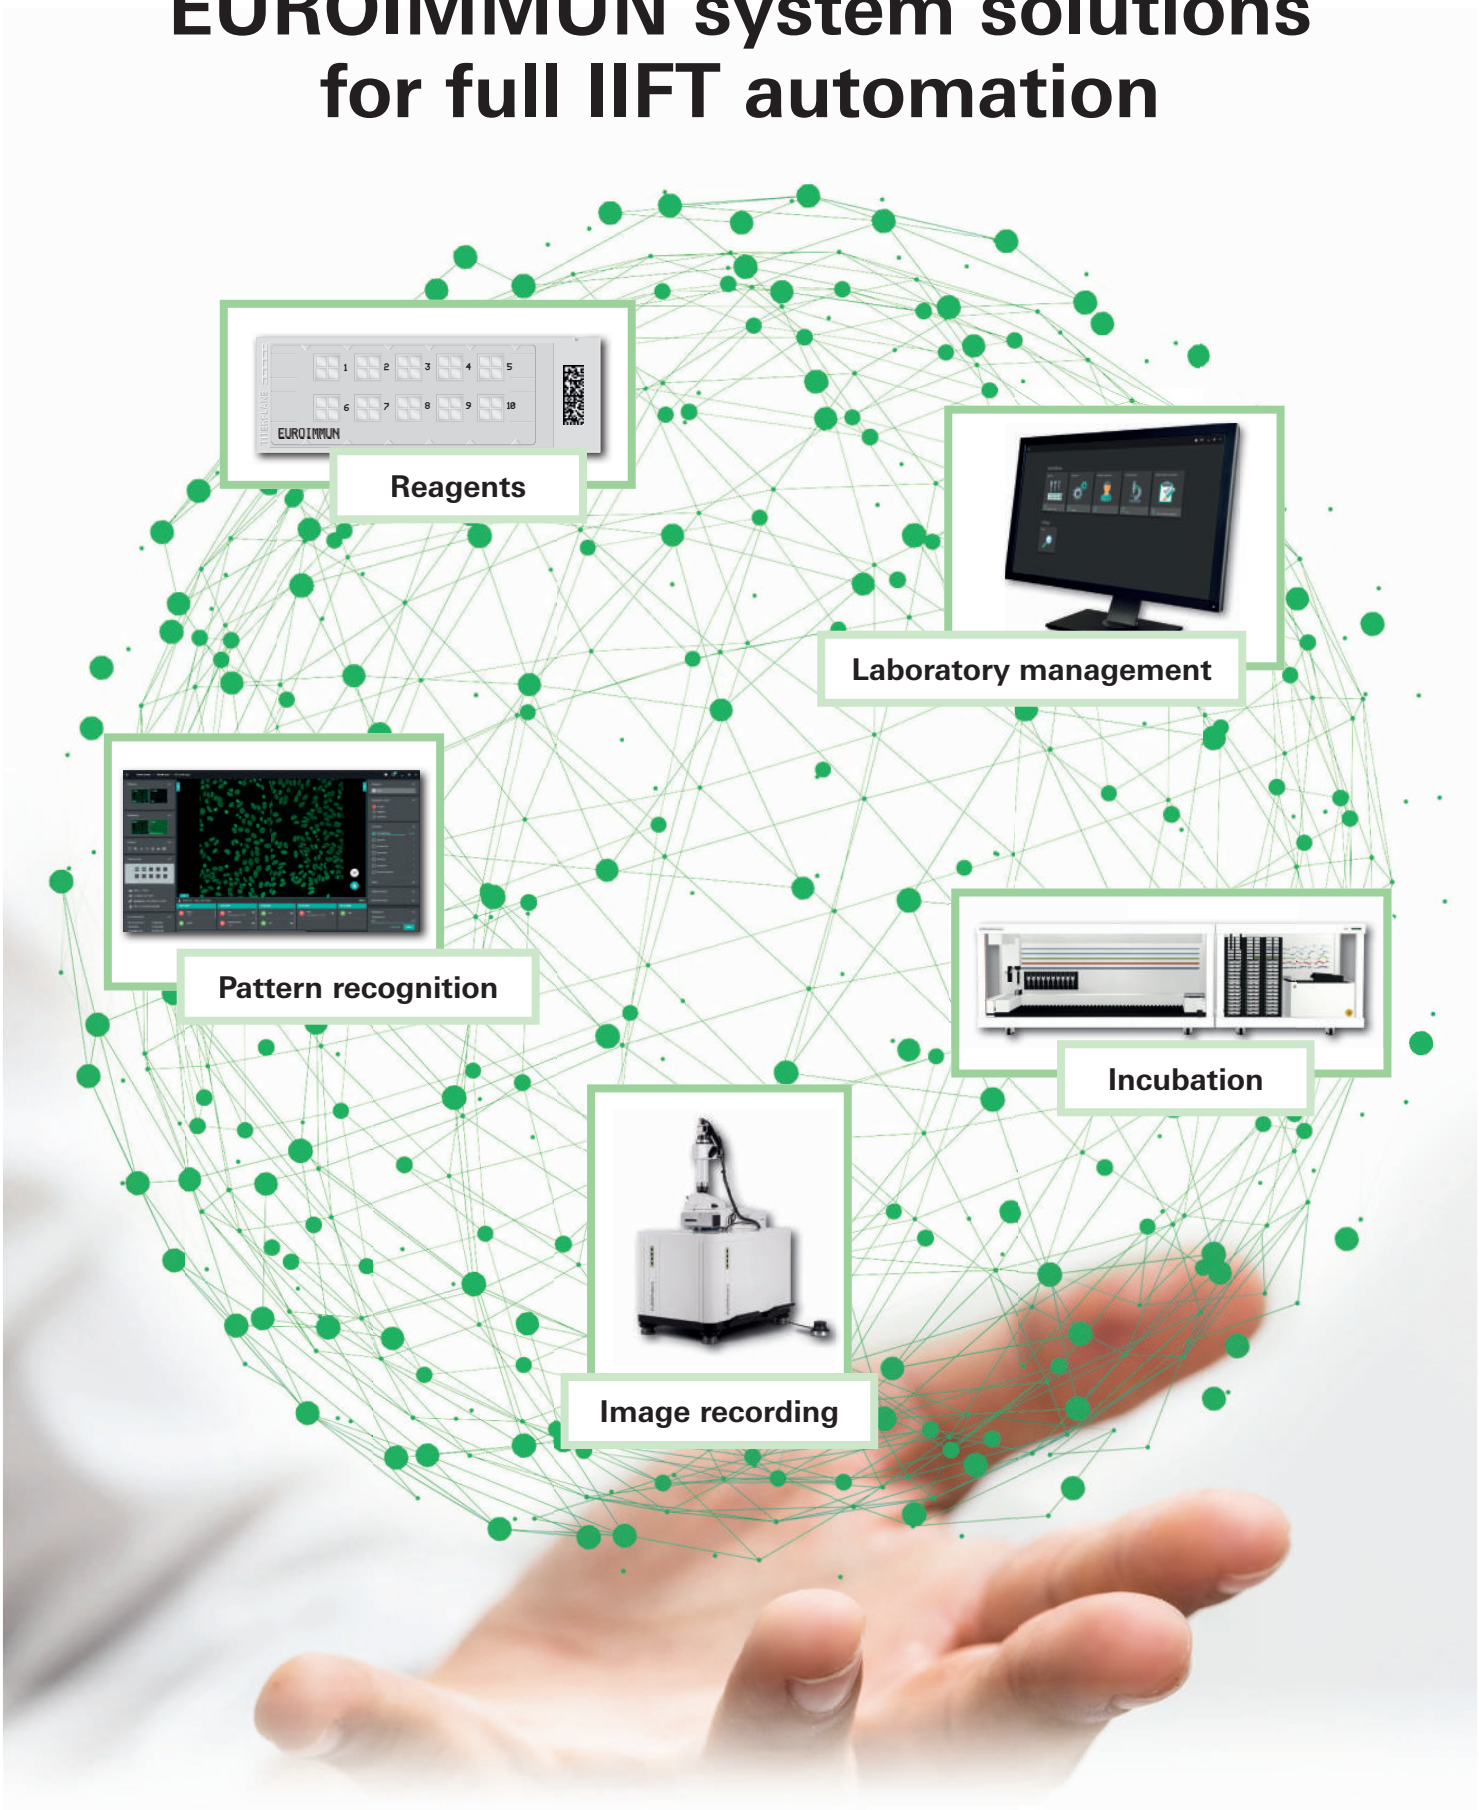 EUROIMMUN system solutions
for full IIFT automation
1 2 3 4 5
6 7 8 9 10
EUROIMMUN
Reagents
Laboratory management
Pattern recognition
Incubation
Image recording